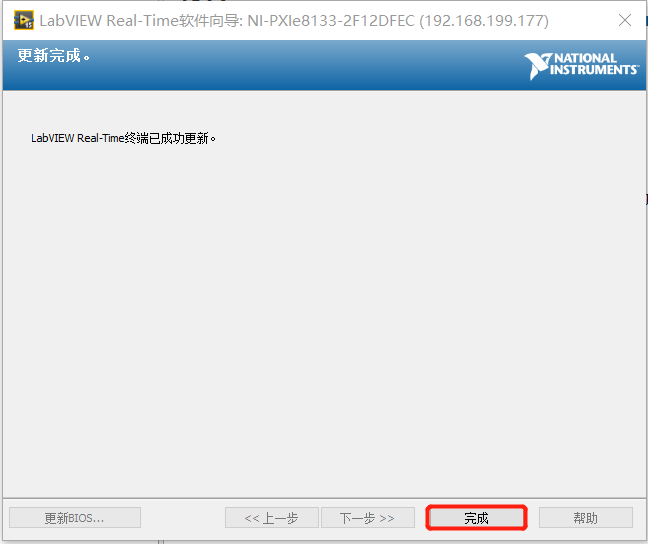 LabVIEW Real-Time软件向导: NI-PXIe8133-2F12DFEC (192.168.199.177)
更新完成。
NATIONAL
INSTRUMENTS
LabVIEW Real-Time终端已成功更新。
更新BIOS... << 上一步 下一步 >> 完成 帮助